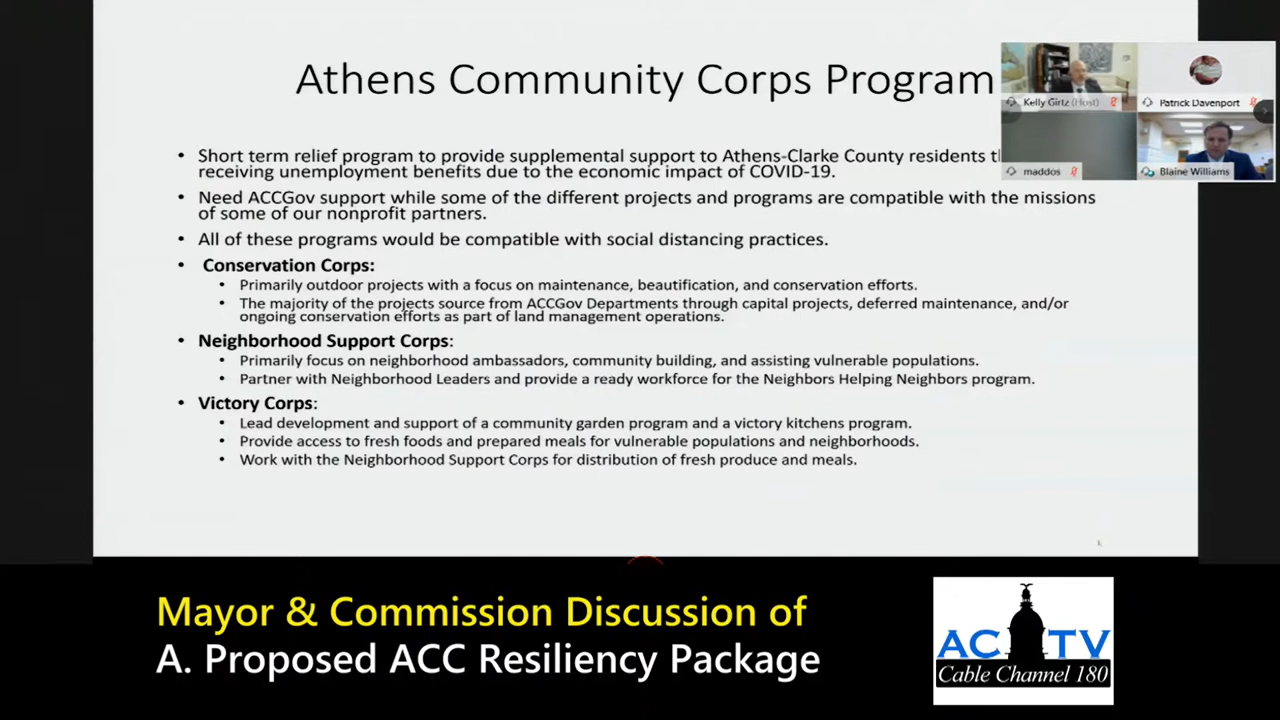 Athens Community Corps Program
Kelly Girtz (Host)
Patrick Davenport
maddos
Blaine Williams
• Short term relief program to provide supplemental support to Athens-Clarke County residents
receiving unemployment benefits due to the economic impact of COVID-19.
• Need ACCGov support while some of the different projects and programs are compatible with the missions
of some of our nonprofit partners.
• All of these programs would be compatible with social distancing practices.
• Conservation Corps:
• Primarily outdoor projects with a focus on maintenance, beautification, and conservation efforts.
• The majority of the projects source from ACCGov Departments through capital projects, deferred maintenance, and/or
ongoing conservation efforts as part of land management operations.
• Neighborhood Support Corps:
• Primarily focus on neighborhood ambassadors, community building, and assisting vulnerable populations.
• Partner with Neighborhood Leaders and provide a ready workforce for the Neighbors Helping Neighbors program.
• Victory Corps:
• Lead development and support of a community garden program and a victory kitchens program.
• Provide access to fresh foods and prepared meals for vulnerable populations and neighborhoods.
• Work with the Neighborhood Support Corps for distribution of fresh produce and meals.
Mayor & Commission Discussion of
A. Proposed ACC Resiliency Package
ACTV
Cable Channel 180